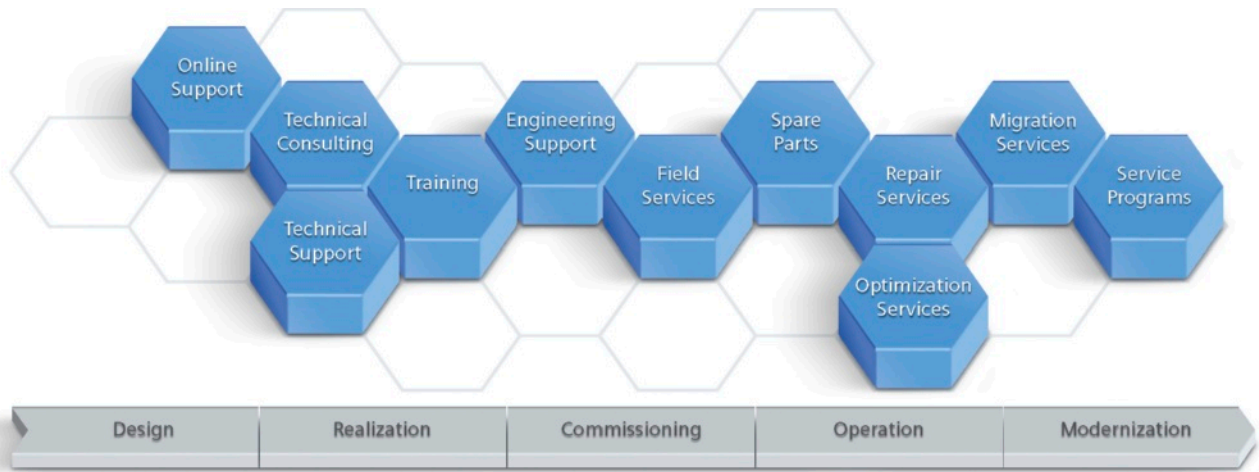 Online
Support
Technical
Consulting
Technical
Support
Training
Engineering
Support
Field
Services
Spare
Parts
Repair
Services
Optimization
Services
Migration
Services
Service
Programs
Design
Realization
Commissioning
Operation
Modernization